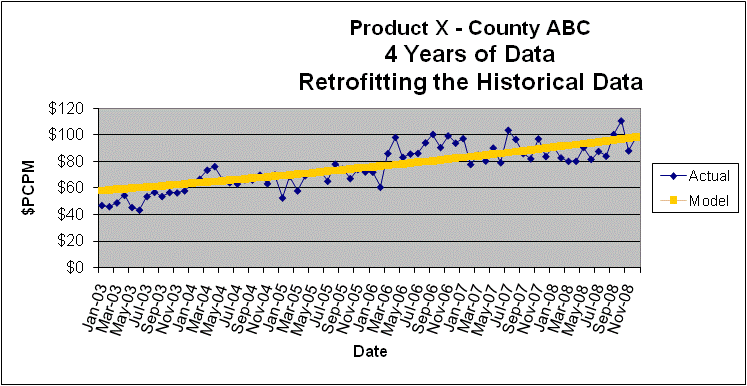 Product X - County ABC
4 Years of Data
Retrofitting the Historical Data
$120
$100
$80
$60
$40
$20
$0
$PCPM
Jan-03
Mar-03
May-03
Jul-03
Sep-03
Nov-03
Jan-04
Mar-04
May-04
Jul-04
Sep-04
Nov-04
Jan-05
Mar-05
May-05
Jul-05
Sep-05
Nov-05
Jan-06
Mar-06
May-06
Jul-06
Sep-06
Nov-06
Jan-07
Mar-07
May-07
Jul-07
Sep-07
Nov-07
Jan-08
Mar-08
May-08
Jul-08
Sep-08
Nov-08
Date
Actual
Model